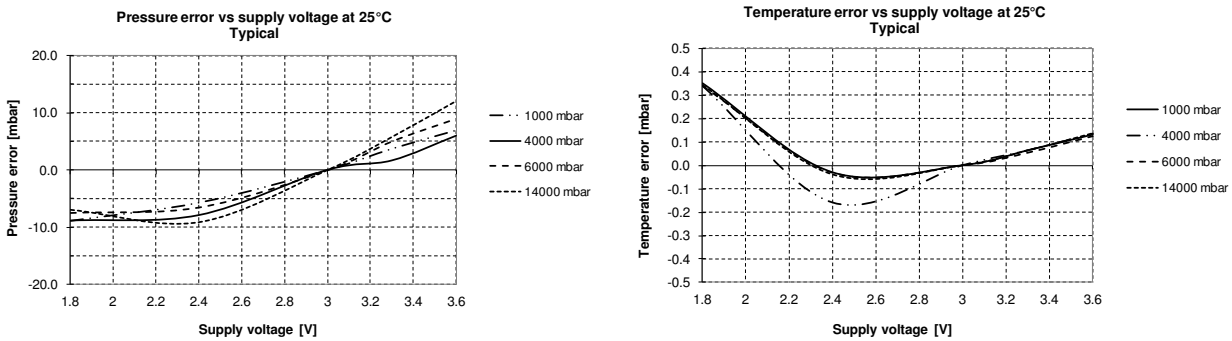 Pressure error vs supply voltage at 25°C
Typical
Pressure error [mbar]
20.0
10.0
0.0
-10.0
-20.0
1.8 2 2.2 2.4 2.6 2.8 3 3.2 3.4 3.6
Supply voltage [V]
1000 mbar
4000 mbar
6000 mbar
14000 mbar
Temperature error vs supply voltage at 25°C
Typical
Temperature error [mbar]
0.5
0.4
0.3
0.2
0.1
0.0
-0.1
-0.2
-0.3
-0.4
-0.5
1.8 2 2.2 2.4 2.6 2.8 3 3.2 3.4 3.6
Supply voltage [V]
1000 mbar
4000 mbar
6000 mbar
14000 mbar